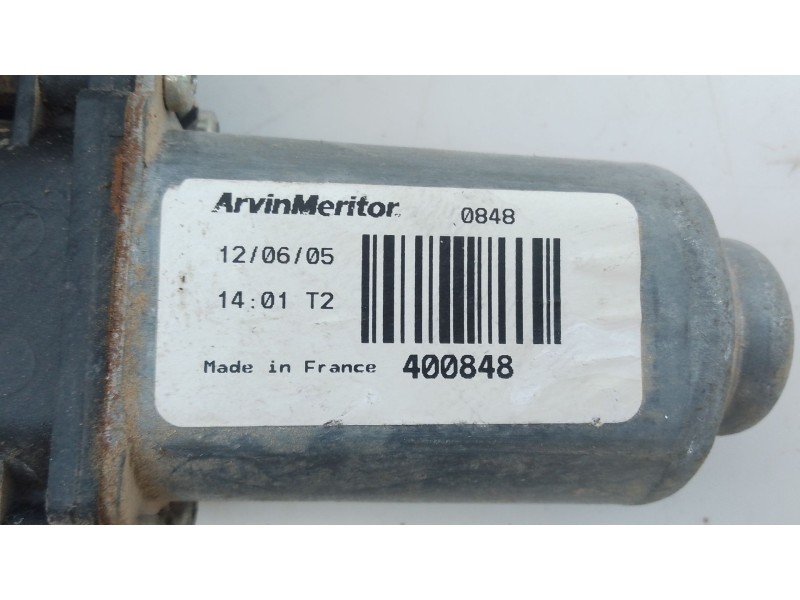 ArvinMeritor 0848
12/06/05
14:01 T2
Made in France 400848